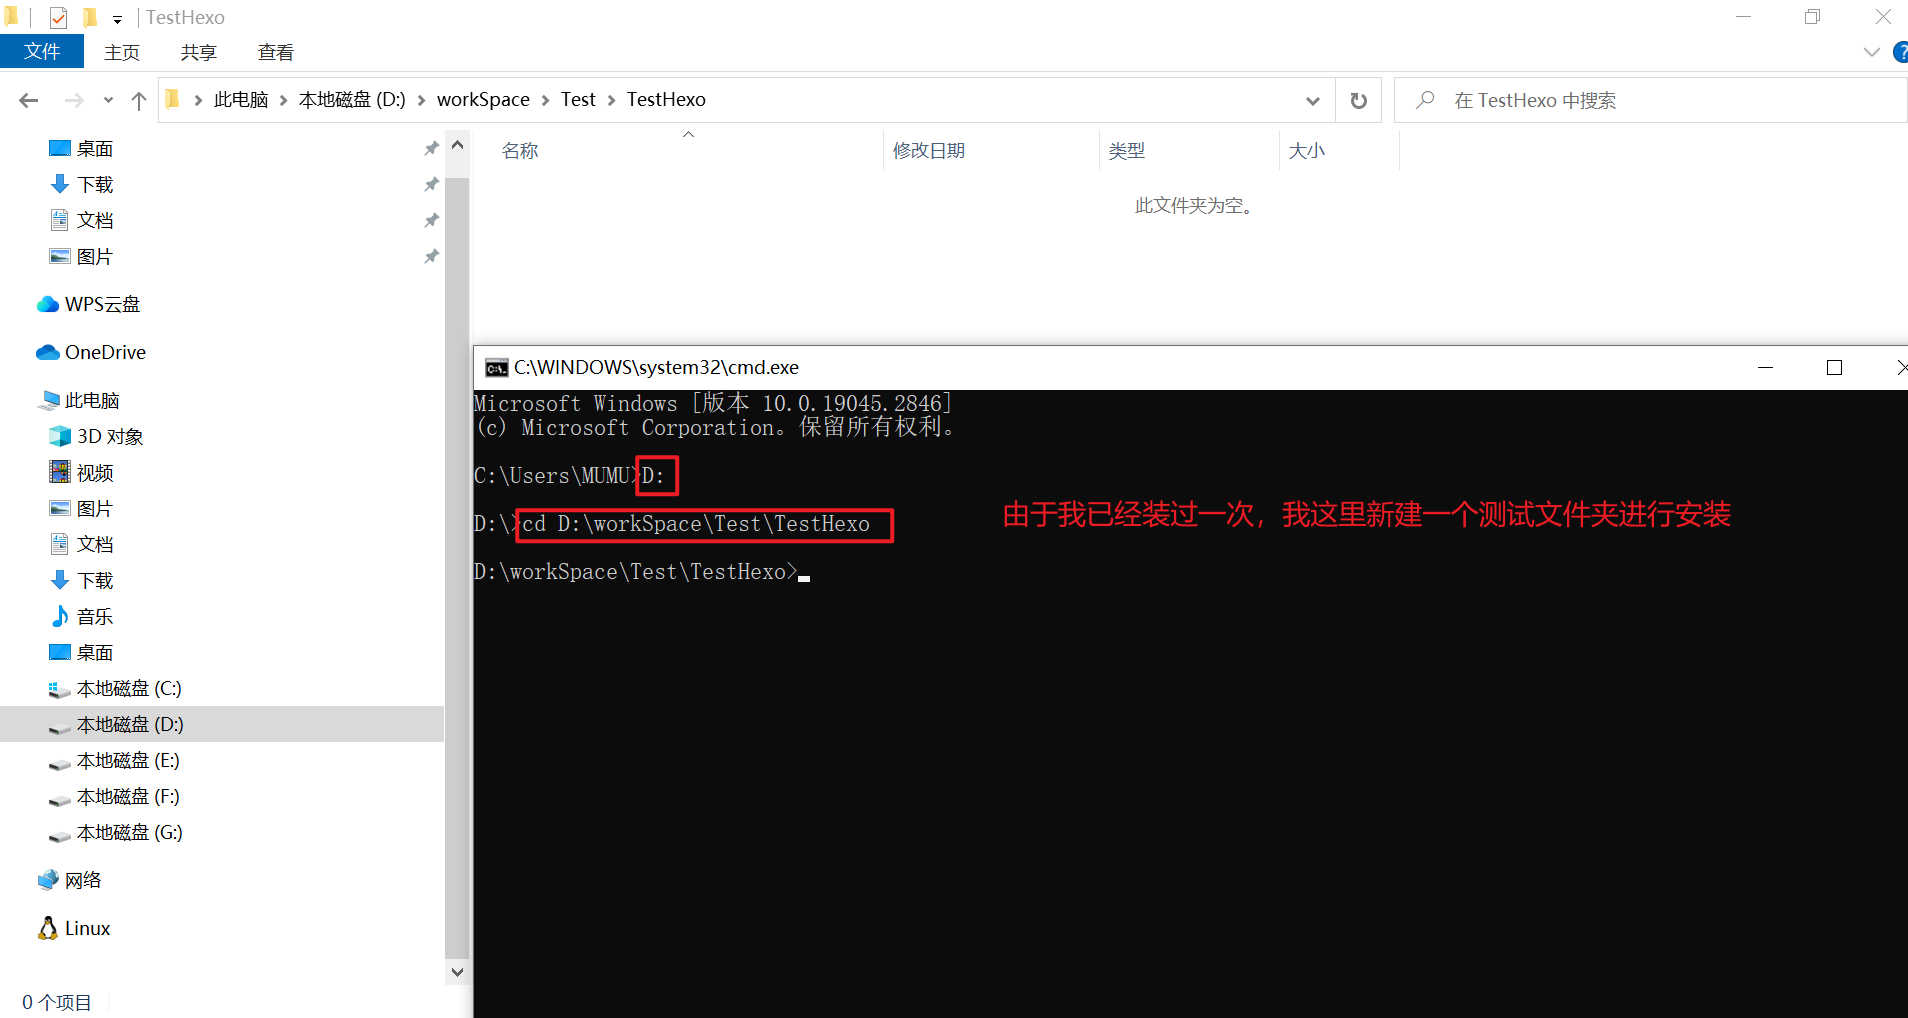 TestHexo
文件 主页 共享 查看
此电脑 本地磁盘 (D:) workSpace Test TestHexo
在 TestHexo 中搜索
桌面
下载
文档
图片
WPS云盘
OneDrive
此电脑
3D 对象
视频
图片
文档
下载
音乐
桌面
本地磁盘 (C:)
本地磁盘 (D:)
本地磁盘 (E:)
本地磁盘 (F:)
本地磁盘 (G:)
网络
Linux
0 个项目
名称 修改日期 类型 大小
此文件夹为空。
C:\WINDOWS\system32\cmd.exe
Microsoft Windows [版本 10.0.19045.2846]
(c) Microsoft Corporation。保留所有权利。
C:\Users\MUMU>D:
D:\>cd D:\workSpace\Test\TestHexo
由于我已经装过一次，我这里新建一个测试文件夹进行安装
D:\workSpace\Test\TestHexo>